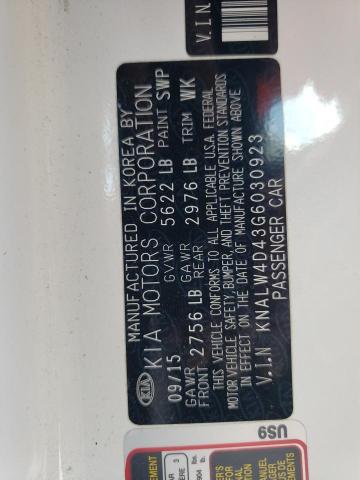 V.I.N
MANUFACTURED IN KOREA BY
KIA KIA MOTORS CORPORATION
09/15 GVWR 5622 LB PAINT SWP
GAWR GAWR
FRONT 2756 LB REAR 2976 LB TRIM WK
THIS VEHICLE CONFORMS TO ALL APPLICABLE U.S.A. FEDERAL
MOTOR VEHICLE SAFETY, BUMPER, AND THEFT PREVENTION STANDARDS
IN EFFECT ON THE DATE OF MANUFACTURE SHOWN ABOVE.
V.I.N KNALW4D43G6030923
PASSENGER CAR
US9